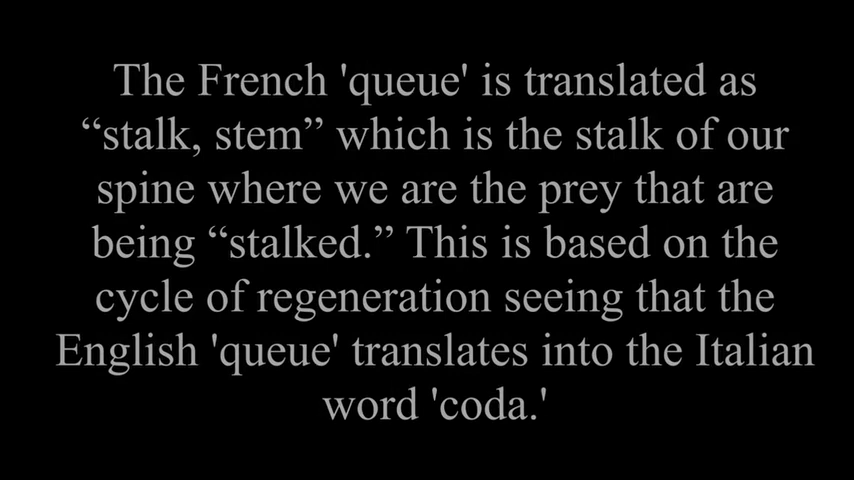 The French 'queue' is translated as
“stalk, stem” which is the stalk of our
spine where we are the prey that are
being “stalked.” This is based on the
cycle of regeneration seeing that the
English 'queue' translates into the Italian
word 'coda.'